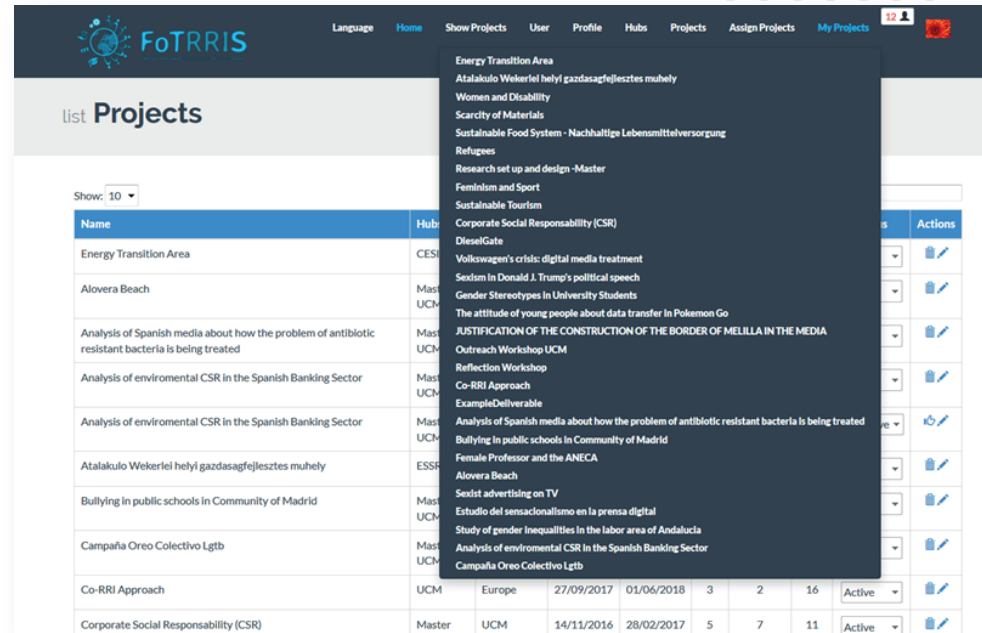 FoTRRIS
Language Home Show Projects User Profile Hubs Projects Assign Projects My Projects 12
list Projects
Energy Transition Area
Atalakulo Wekerlei helyi gazdasagfejlesztes muhely
Women and Disability
Scarcity of Materials
Sustainable Food System - Nachhaltige Lebensmittelversorgung
Refugees
Research set up and design -Master
Feminism and Sport
Sustainable Tourism
Corporate Social Responsability (CSR)
DieselGate
Volkswagen's crisis: digital media treatment
Sexism in Donald J. Trump's political speech
Gender Stereotypes in University Students
The attitude of young people about data transfer in Pokemon Go
JUSTIFICATION OF THE CONSTRUCTION OF THE BORDER OF MELILLA IN THE MEDIA
Outreach Workshop UCM
Reflection Workshop
Co-RRI Approach
ExampleDeliverable
Analysis of Spanish media about how the problem of antibiotic resistant bacteria is being treated
Bullying in public schools in Community of Madrid
Female Professor and the ANECA
Alovera Beach
Sexist advertising on TV
Estudio del sensacionalismo en la prensa digital
Study of gender inequalities in the labor area of Andalucia
Analysis of enviromental CSR in the Spanish Banking Sector
Campaña Oreo Colectivo Lgtb
Show: 10
Name Hubs Actions
Energy Transition Area CESI
Alovera Beach Mast
UCM
Analysis of Spanish media about how the problem of antibiotic Mast
resistant bacteria is being treated UCM
Analysis of enviromental CSR in the Spanish Banking Sector Mast
UCM
Analysis of enviromental CSR in the Spanish Banking Sector Mast
UCM
Atalakulo Wekerlei helyi gazdasagfejlesztes muhely ESSR
Bullying in public schools in Community of Madrid Mast
UCM
Campaña Oreo Colectivo Lgtb Mast
UCM
Co-RRI Approach UCM Europe 27/09/2017 01/06/2018 3 2 16 Active
Corporate Social Responsability (CSR) Master UCM 14/11/2016 28/02/2017 5 7 11 Active